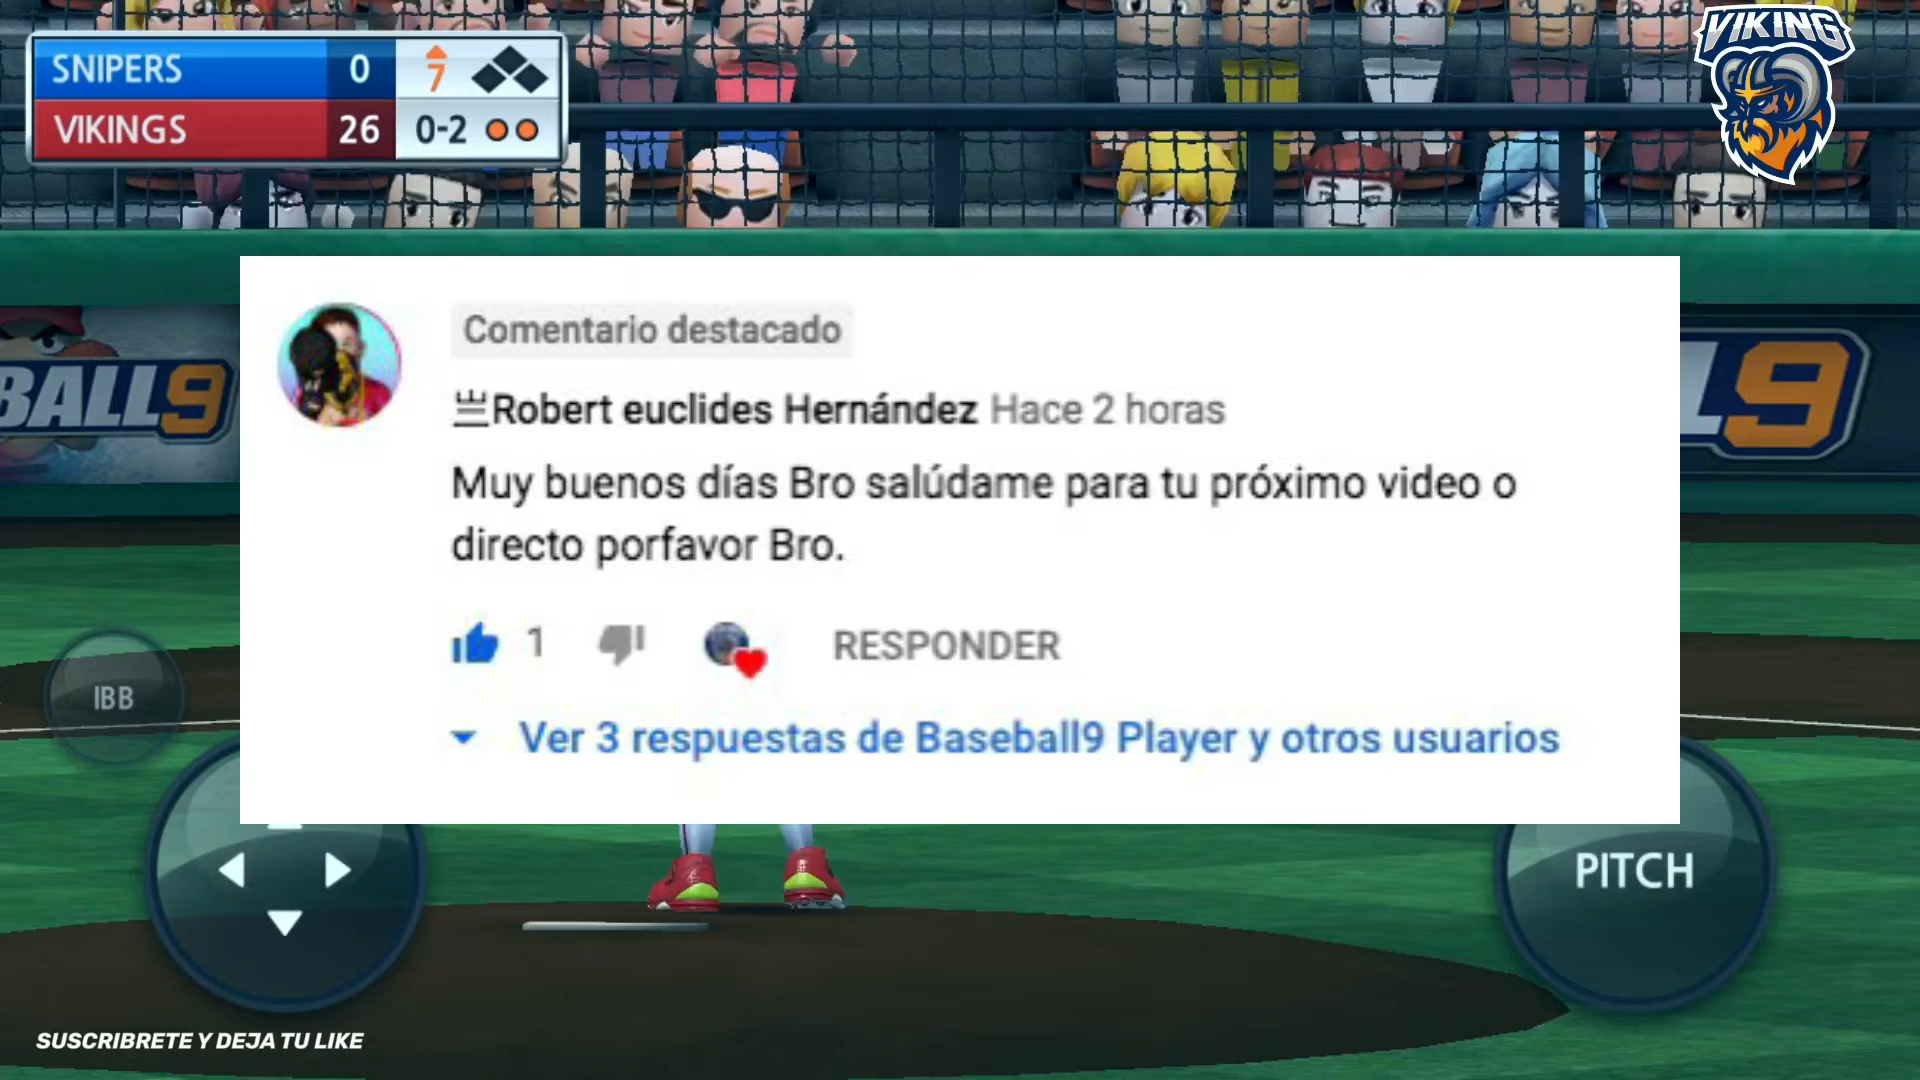 SNIPERS 0 7
VIKINGS 26 0-2
VIKING
BALL9
L9
Comentario destacado
Robert euclides Hernández Hace 2 horas
Muy buenos días Bro salúdame para tu próximo video o
directo porfavor Bro.
1 RESPONDER
Ver 3 respuestas de Baseball9 Player y otros usuarios
IBB
PITCH
SUSCRIBRETE Y DEJA TU LIKE